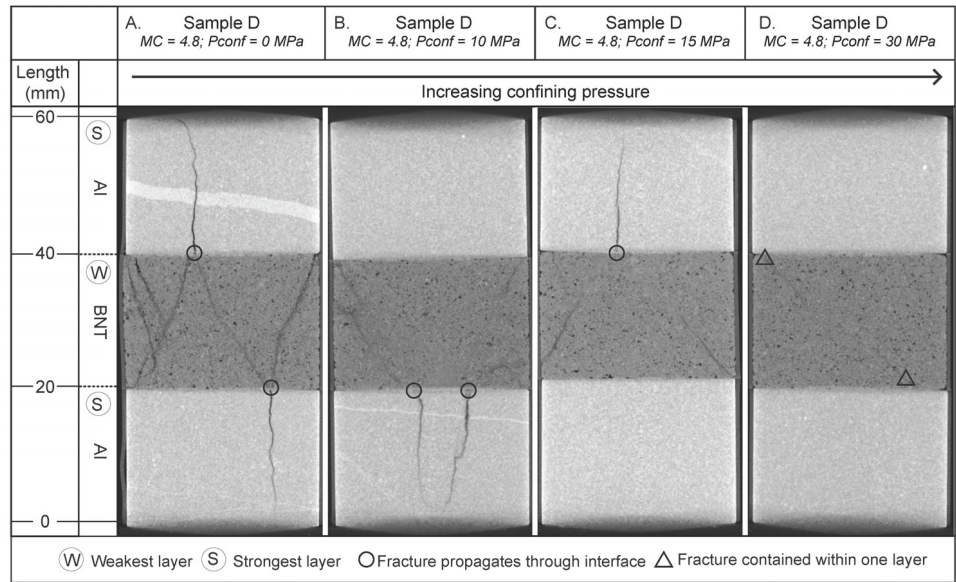 A. Sample D
MC = 4.8; Pconf = 0 MPa
B. Sample D
MC = 4.8; Pconf = 10 MPa
C. Sample D
MC = 4.8; Pconf = 15 MPa
D. Sample D
MC = 4.8; Pconf = 30 MPa
Length
(mm)
Increasing confining pressure
60
S
AI
40
W
BNT
20
S
AI
0
W Weakest layer S Strongest layer Fracture propagates through interface Fracture contained within one layer